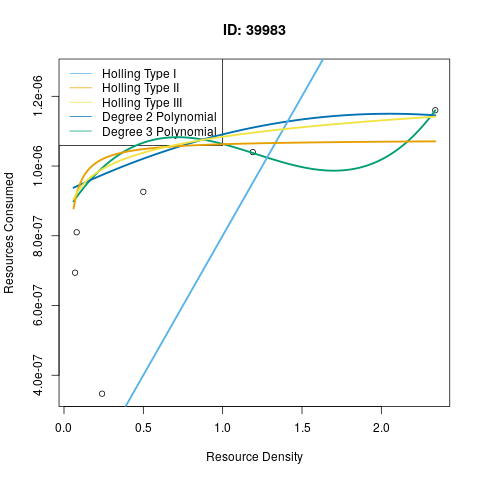 ID: 39983
Holling Type I
Holling Type II
Holling Type III
Degree 2 Polynomial
Degree 3 Polynomial
Resources Consumed
1.2e-06
1.0e-06
8.0e-07
6.0e-07
4.0e-07
0.0 0.5 1.0 1.5 2.0
Resource Density